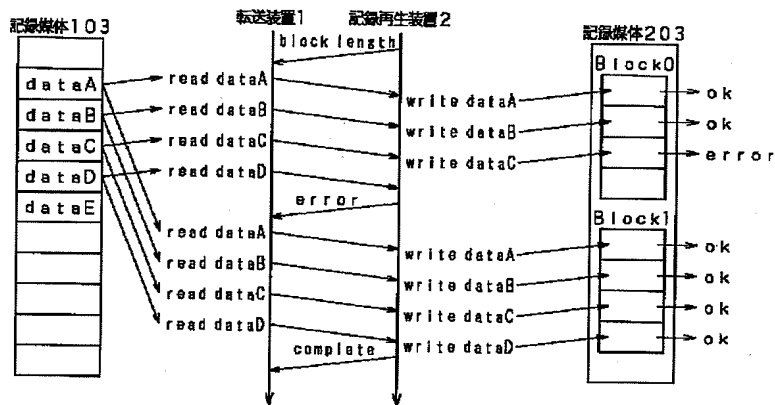 転送装置1
記録再生装置2
記録媒体103
記録媒体203
block length
Block0
dataA
read dataA
write dataA
ok
dataB
read dataB
write dataB
ok
dataC
read dataC
write dataC
error
dataD
read dataD
error
dataE
Block1
read dataA
write dataA
ok
read dataB
write dataB
ok
read dataC
write dataC
ok
read dataD
write dataD
ok
complete